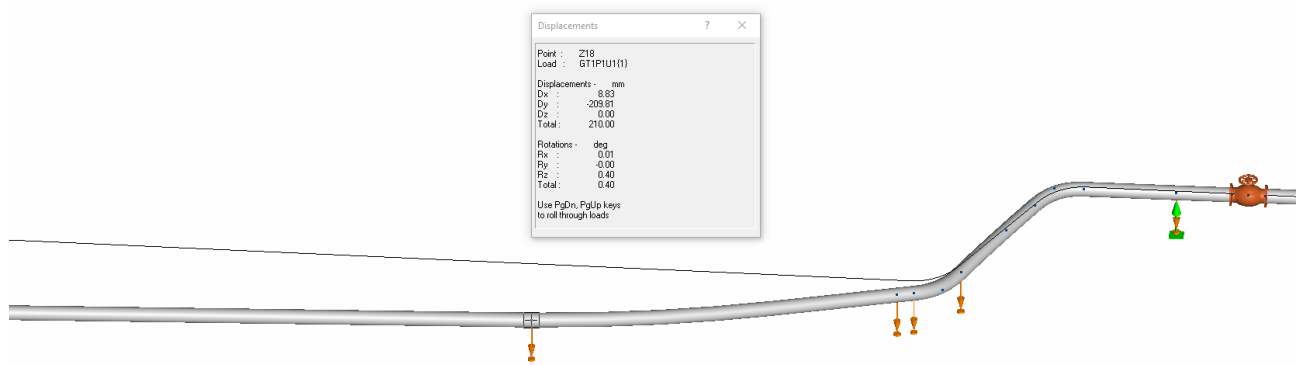 Displacements ? ×
Point : Z18
Load : GT1P1U1{1}
Displacements - mm
Dx : 8.83
Dy : -209.81
Dz : 0.00
Total : 210.00
Rotations - deg
Rx : 0.01
Ry : -0.00
Rz : 0.40
Total : 0.40
Use PgDn, PgUp keys
to roll through loads